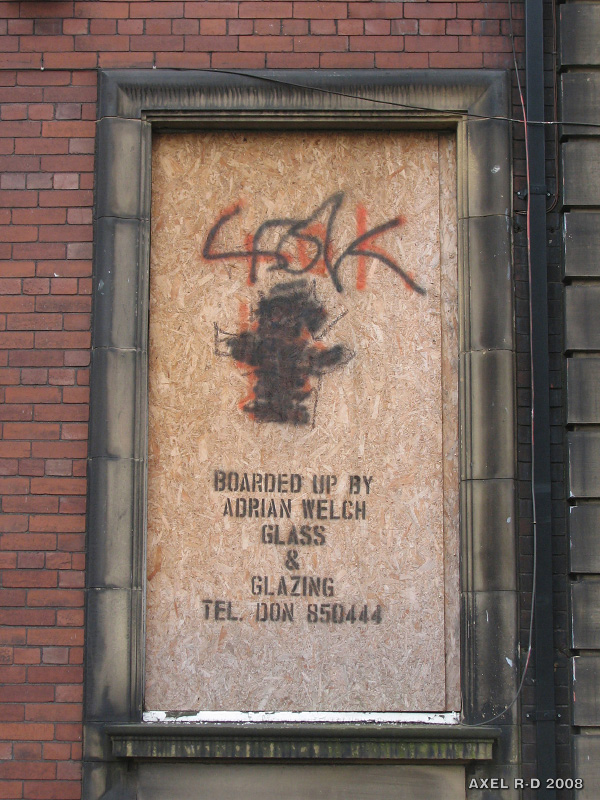 BOARDED UP BY
ADRIAN WELCH
GLASS
&
GLAZING
TEL. DON 850444
AXEL R-D 2008